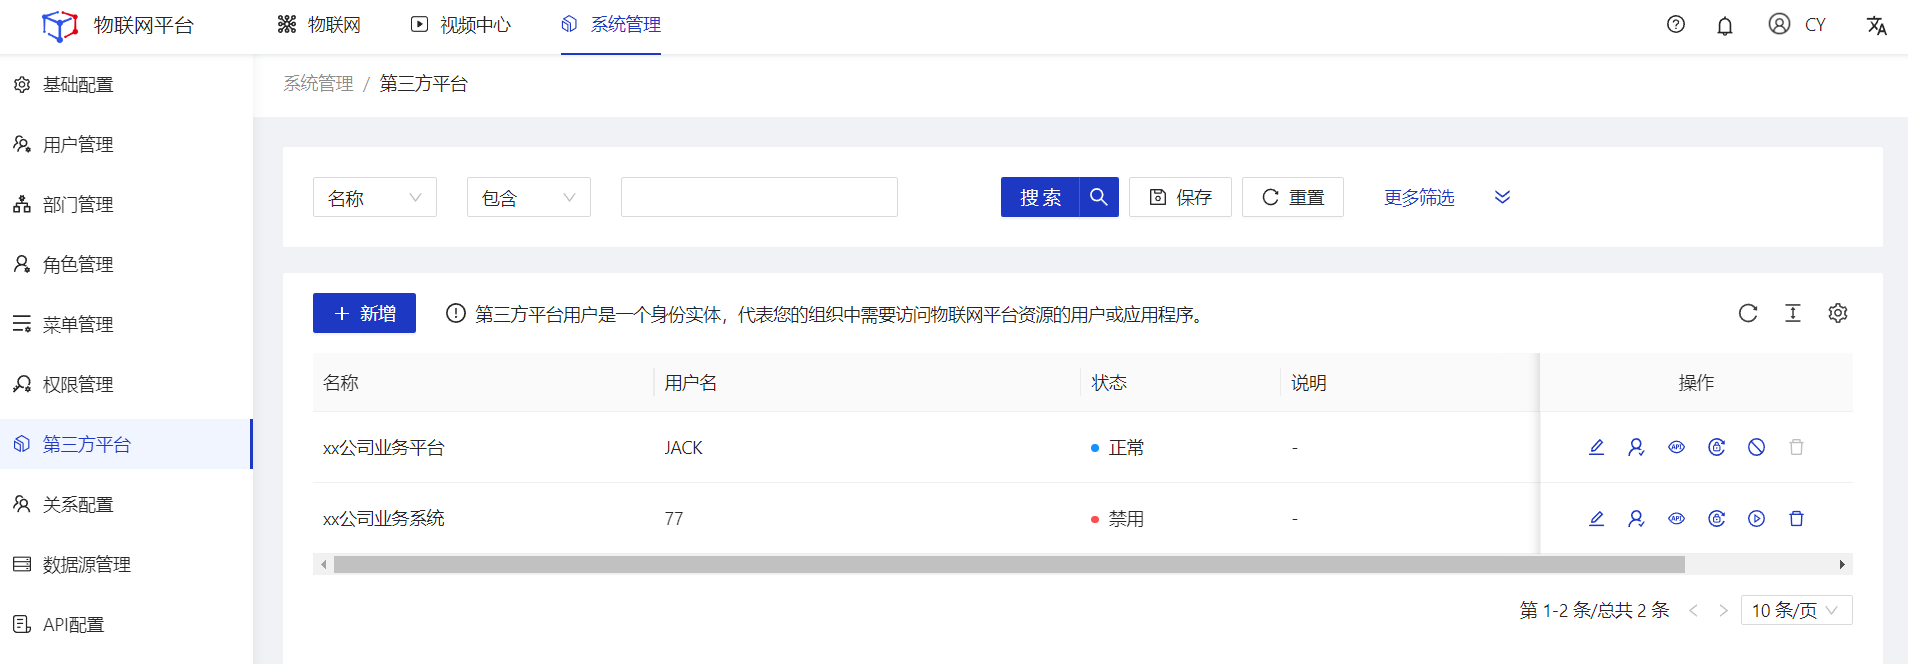 物联网平台 物联网 视频中心 系统管理 CY
基础配置
用户管理
部门管理
角色管理
菜单管理
权限管理
第三方平台
关系配置
数据源管理
API配置
系统管理 / 第三方平台
名称 包含 搜索 保存 重置 更多筛选
新增 第三方平台用户是一个身份实体，代表您的组织中需要访问物联网平台资源的用户或应用程序。
名称 用户名 状态 说明 操作
xx公司业务平台 JACK 正常 - API
xx公司业务系统 77 禁用 - API
第 1-2 条/总共 2 条 < > 10 条/页